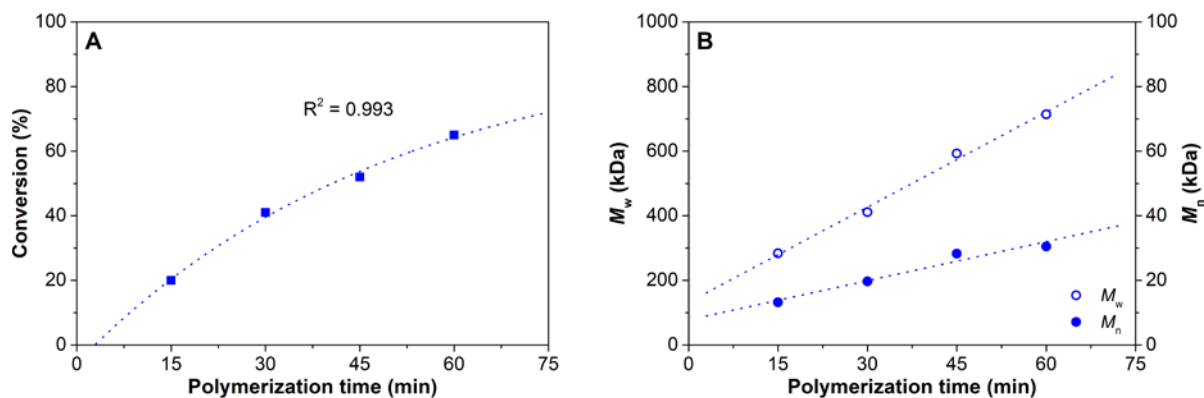 A
R² = 0.993
Conversion (%)
100
80
60
40
20
0
0 15 30 45 60 75
Polymerization time (min)
B
Mw (kDa)
1000
800
600
400
200
0
0 15 30 45 60 75
Polymerization time (min)
100
80
60
40
20
0
Mn (kDa)
Mw
Mn